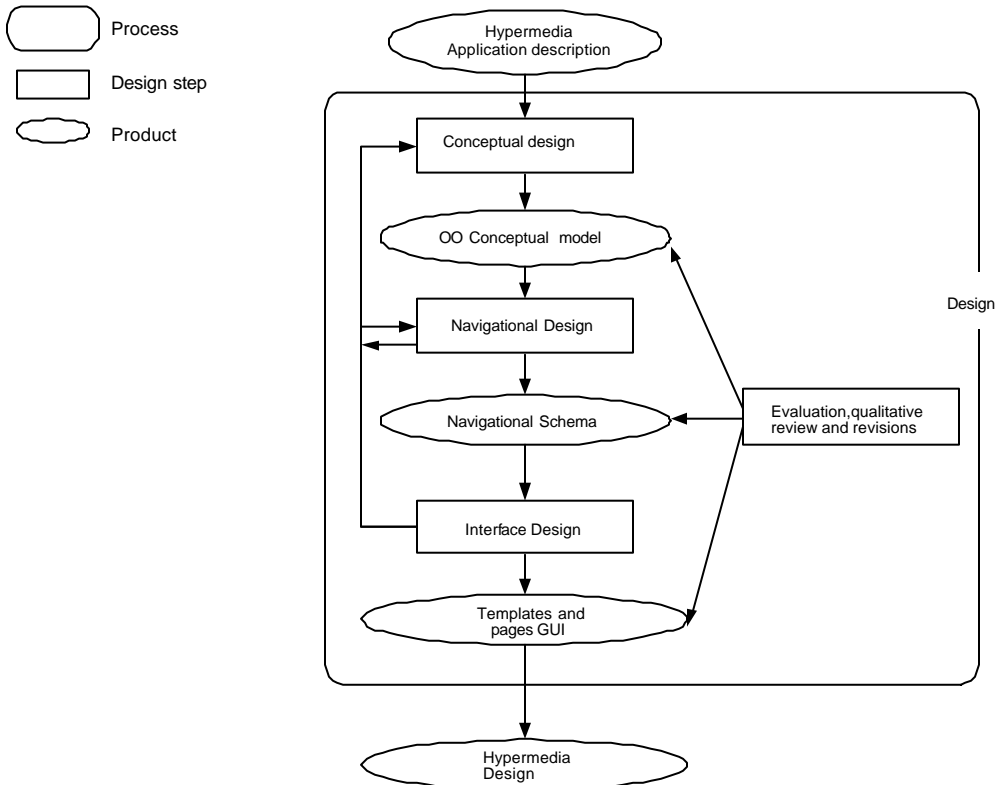 Process
Design step
Product
Hypermedia
Application description
Conceptual design
OO Conceptual model
Navigational Design
Design
Navigational Schema
Evaluation,qualitative
review and revisions
Interface Design
Templates and
pages GUI
Hypermedia
Design